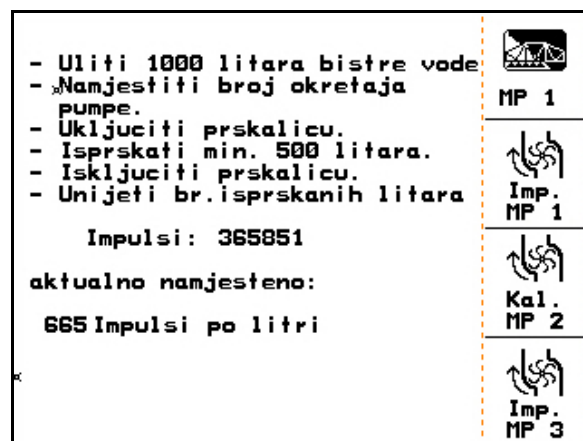 - Uliti 1000 litara bistre vode
- Namjestiti broj okretaja
pumpe.
- Ukljuciti prskalicu.
- Isprskati min. 500 litara.
- Iskljuciti prskalicu.
- Unijeti br.isprskanih litara
Impulsi: 365851
aktualno namjesteno:
665 Impulsi po litri
MP 1
Imp.
MP 1
Kal.
MP 2
Imp.
MP 3